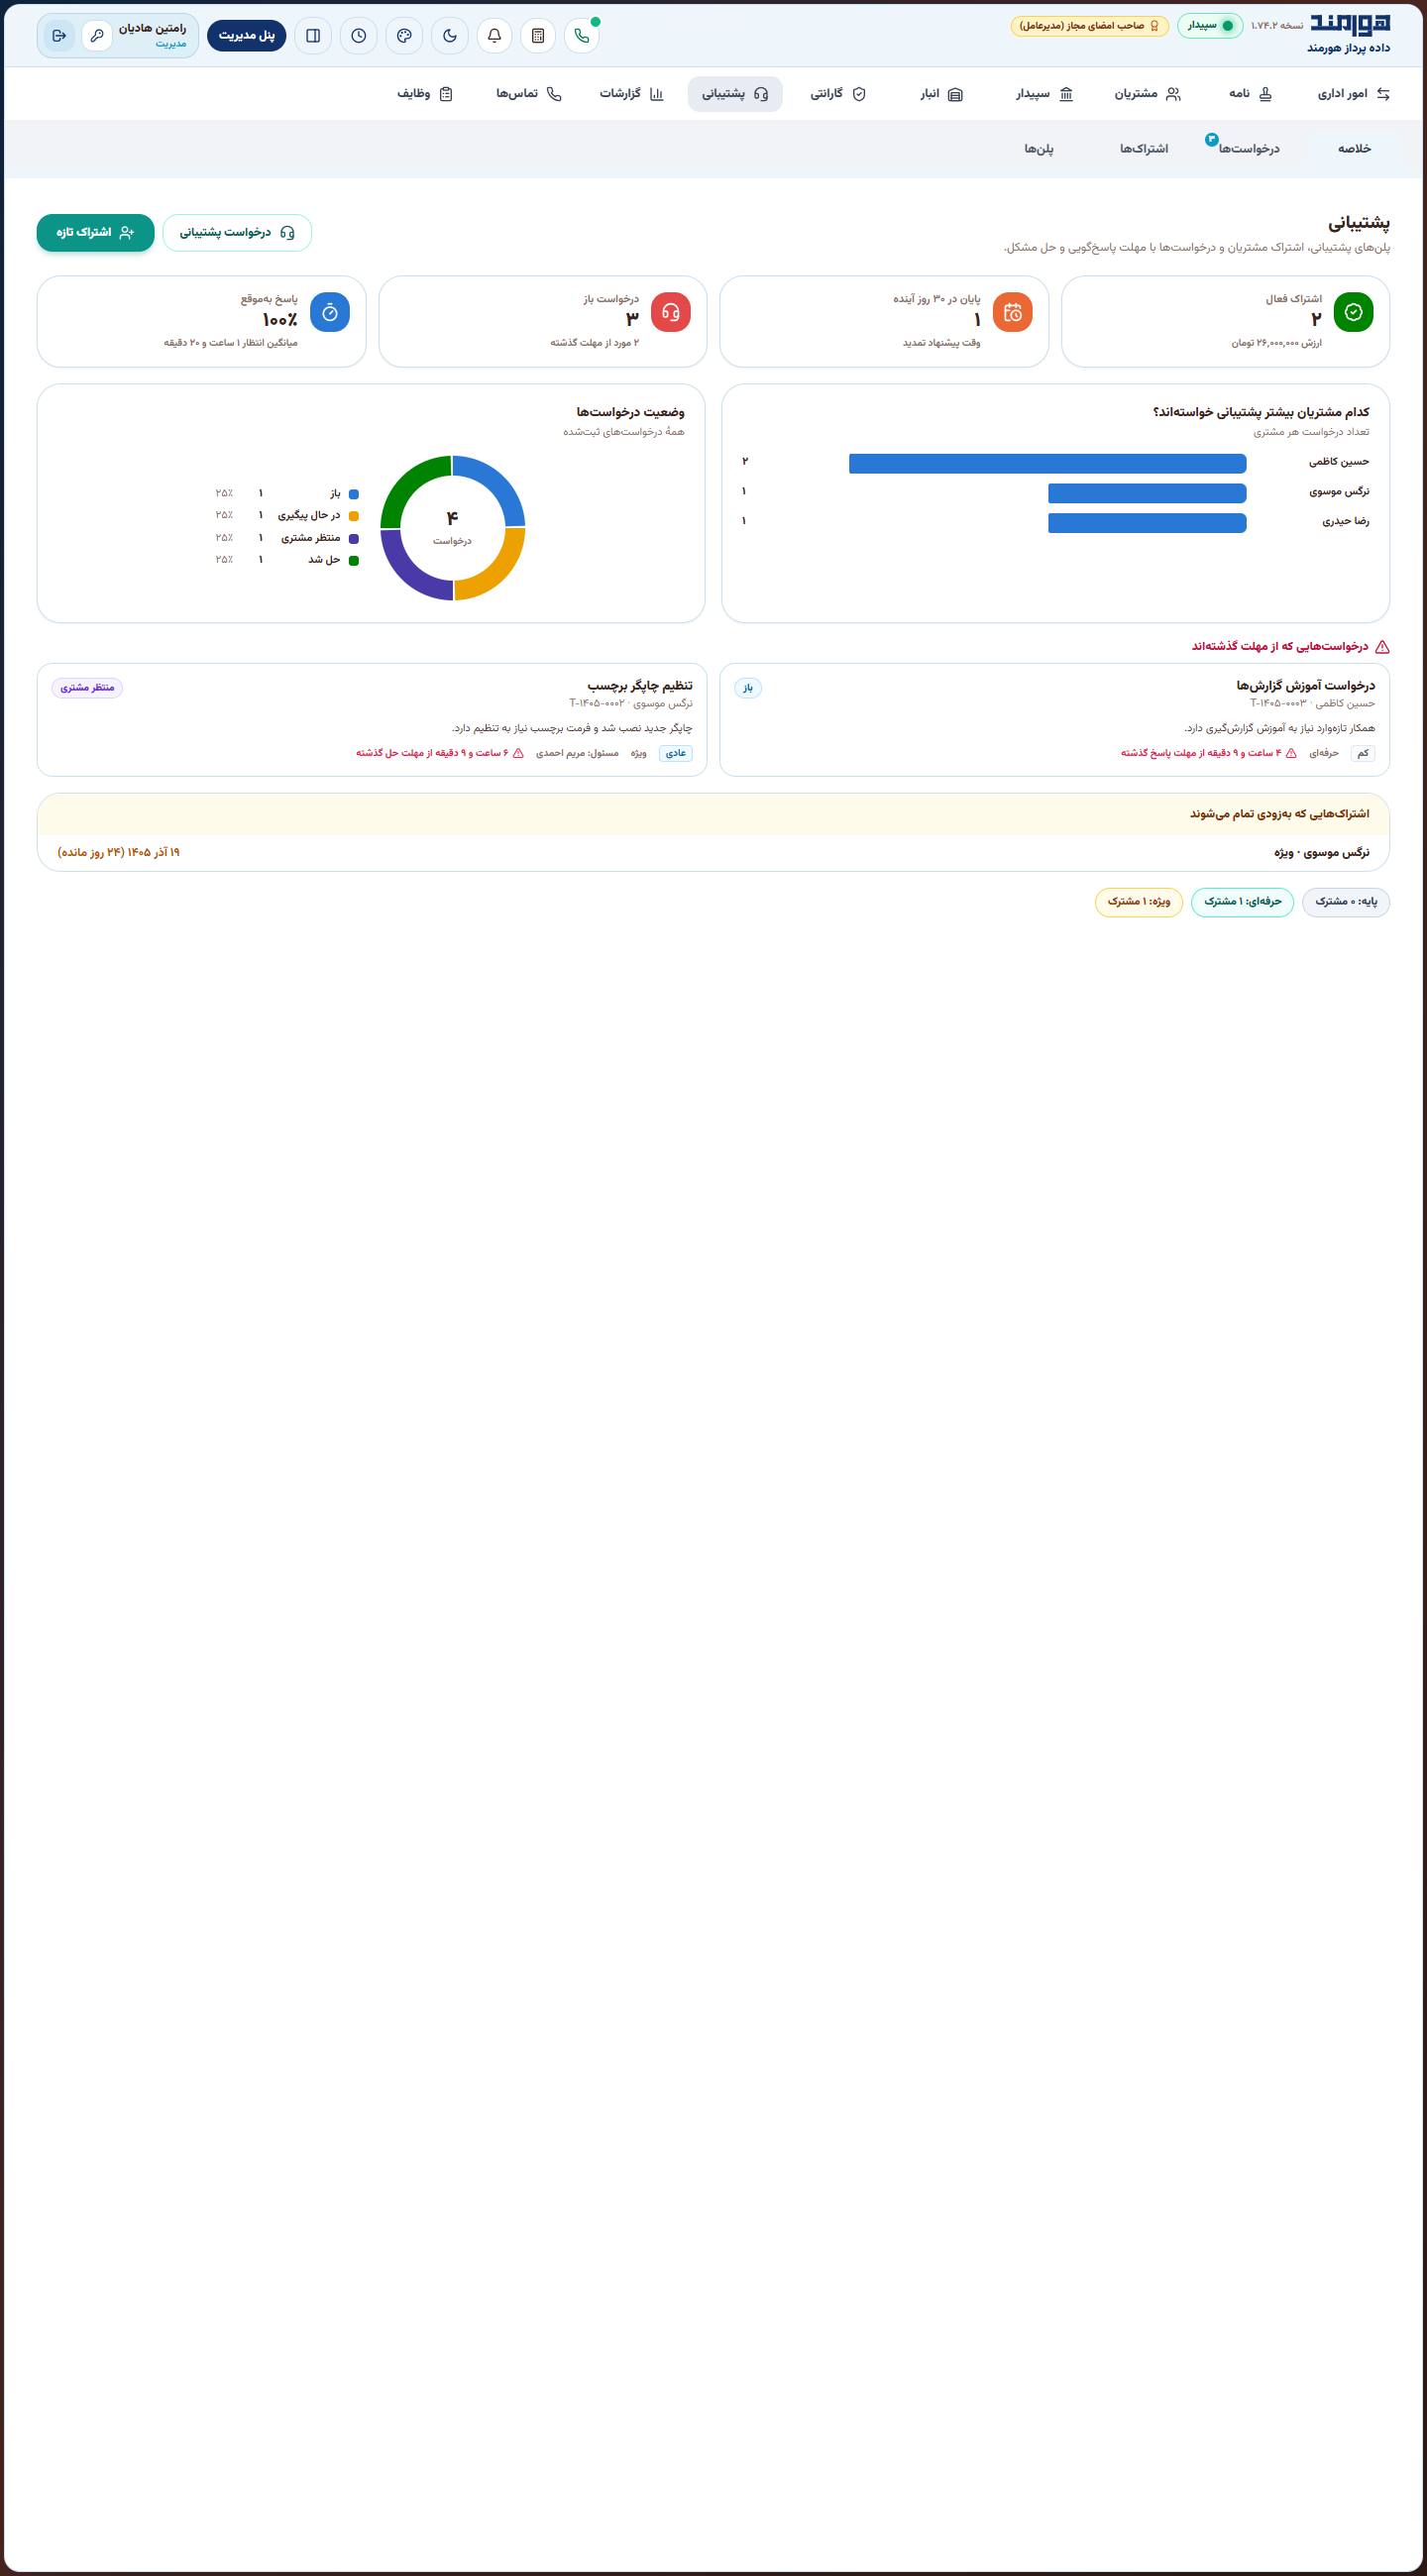 هورمند
نسخه ۱.۷۴.۲
سپیدار
صاحب امضای مجاز (مدیرعامل)
داده پرداز هورمند
پنل مدیریت
رامتین هادیان
مدیریت
امور اداری
نامه
مشتریان
سپیدار
انبار
گارانتی
پشتیبانی
گزارشات
تماس‌ها
وظایف
خلاصه
درخواست‌ها ۳
اشتراک‌ها
پلن‌ها
پشتیبانی
پلن‌های پشتیبانی، اشتراک مشتریان و درخواست‌ها با مهلت پاسخ‌گویی و حل مشکل.
درخواست پشتیبانی
اشتراک تازه
اشتراک فعال
۲
ارزش ۲۶,۰۰۰,۰۰۰ تومان
پایان در ۳۰ روز آینده
۱
وقت پیشنهاد تمدید
درخواست باز
۳
۲ مورد از مهلت گذشته
پاسخ به‌موقع
۱۰۰٪
میانگین انتظار ۱ ساعت و ۲۰ دقیقه
کدام مشتریان بیشتر پشتیبانی خواسته‌اند؟
تعداد درخواست هر مشتری
حسین کاظمی ۲
نرگس موسوی ۱
رضا حیدری ۱
وضعیت درخواست‌ها
همهٔ درخواست‌های ثبت‌شده
۴
درخواست
باز ۱ ۲۵٪
در حال پیگیری ۱ ۲۵٪
منتظر مشتری ۱ ۲۵٪
حل شد ۱ ۲۵٪
درخواست‌هایی که از مهلت گذشته‌اند
درخواست آموزش گزارش‌ها
باز
حسین کاظمی · T-۱۴۰۵-۰۰۰۳
همکار تازه‌وارد نیاز به آموزش گزارش‌گیری دارد.
کم حرفه‌ای ۴ ساعت و ۹ دقیقه از مهلت پاسخ گذشته
تنظیم چاپگر برچسب
منتظر مشتری
نرگس موسوی · T-۱۴۰۵-۰۰۰۲
چاپگر جدید نصب شد و فرمت برچسب نیاز به تنظیم دارد.
عادی ویژه مسئول: مریم احمدی ۶ ساعت و ۹ دقیقه از مهلت حل گذشته
اشتراک‌هایی که به‌زودی تمام می‌شوند
نرگس موسوی · ویژه
۱۹ آذر ۱۴۰۵ (۲۴ روز مانده)
پایه: ۰ مشترک
حرفه‌ای: ۱ مشترک
ویژه: ۱ مشترک